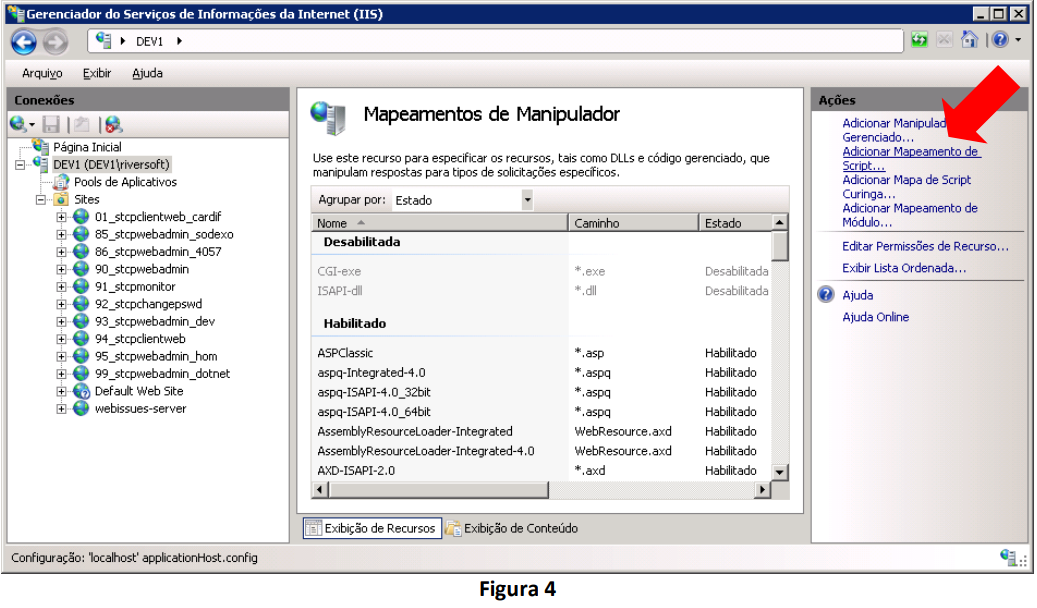 Gerenciador do Serviços de Informações da Internet (IIS)
DEV1
Arquivo Exibir Ajuda
Conexões
Página Inicial
DEV1 (DEV1\riversoft)
Pools de Aplicativos
Sites
01_stcpclientweb_cardif
85_stcpwebadmin_sodexo
86_stcpwebadmin_4057
90_stcpwebadmin
91_stcpmonitor
92_stcpchangepswd
93_stcpwebadmin_dev
94_stcpclientweb
95_stcpwebadmin_hom
99_stcpwebadmin_dotnet
Default Web Site
webissues-server
Mapeamentos de Manipulador
Use este recurso para especificar os recursos, tais como DLLs e código gerenciado, que
manipulam respostas para tipos de solicitações específicos.
Agrupar por: Estado
Nome Caminho Estado
Desabilitada
CGI-exe *.exe Desabilitada
ISAPI-dll *.dll Desabilitada
Habilitado
ASPClassic *.asp Habilitado
aspq-Integrated-4.0 *.aspq Habilitado
aspq-ISAPI-4.0_32bit *.aspq Habilitado
aspq-ISAPI-4.0_64bit *.aspq Habilitado
AssemblyResourceLoader-Integrated WebResource.axd Habilitado
AssemblyResourceLoader-Integrated-4.0 WebResource.axd Habilitado
AXD-ISAPI-2.0 *.axd Habilitado
Exibição de Recursos Exibição de Conteúdo
Ações
Adicionar Manipulad
Gerenciado...
Adicionar Mapeamento de
Script...
Adicionar Mapa de Script
Curinga...
Adicionar Mapeamento de
Módulo...
Editar Permissões de Recurso...
Exibir Lista Ordenada...
Ajuda
Ajuda Online
Configuração: 'localhost' applicationHost.config
Figura 4